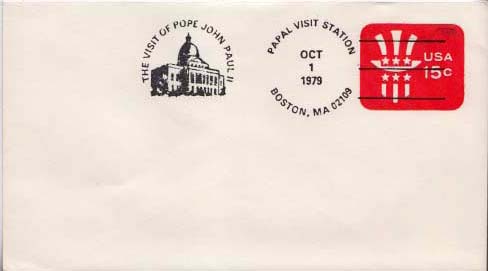 THE VISIT OF POPE JOHN PAUL II
PAPAL VISIT STATION
OCT
1
1979
BOSTON, MA 02109
USA
15c